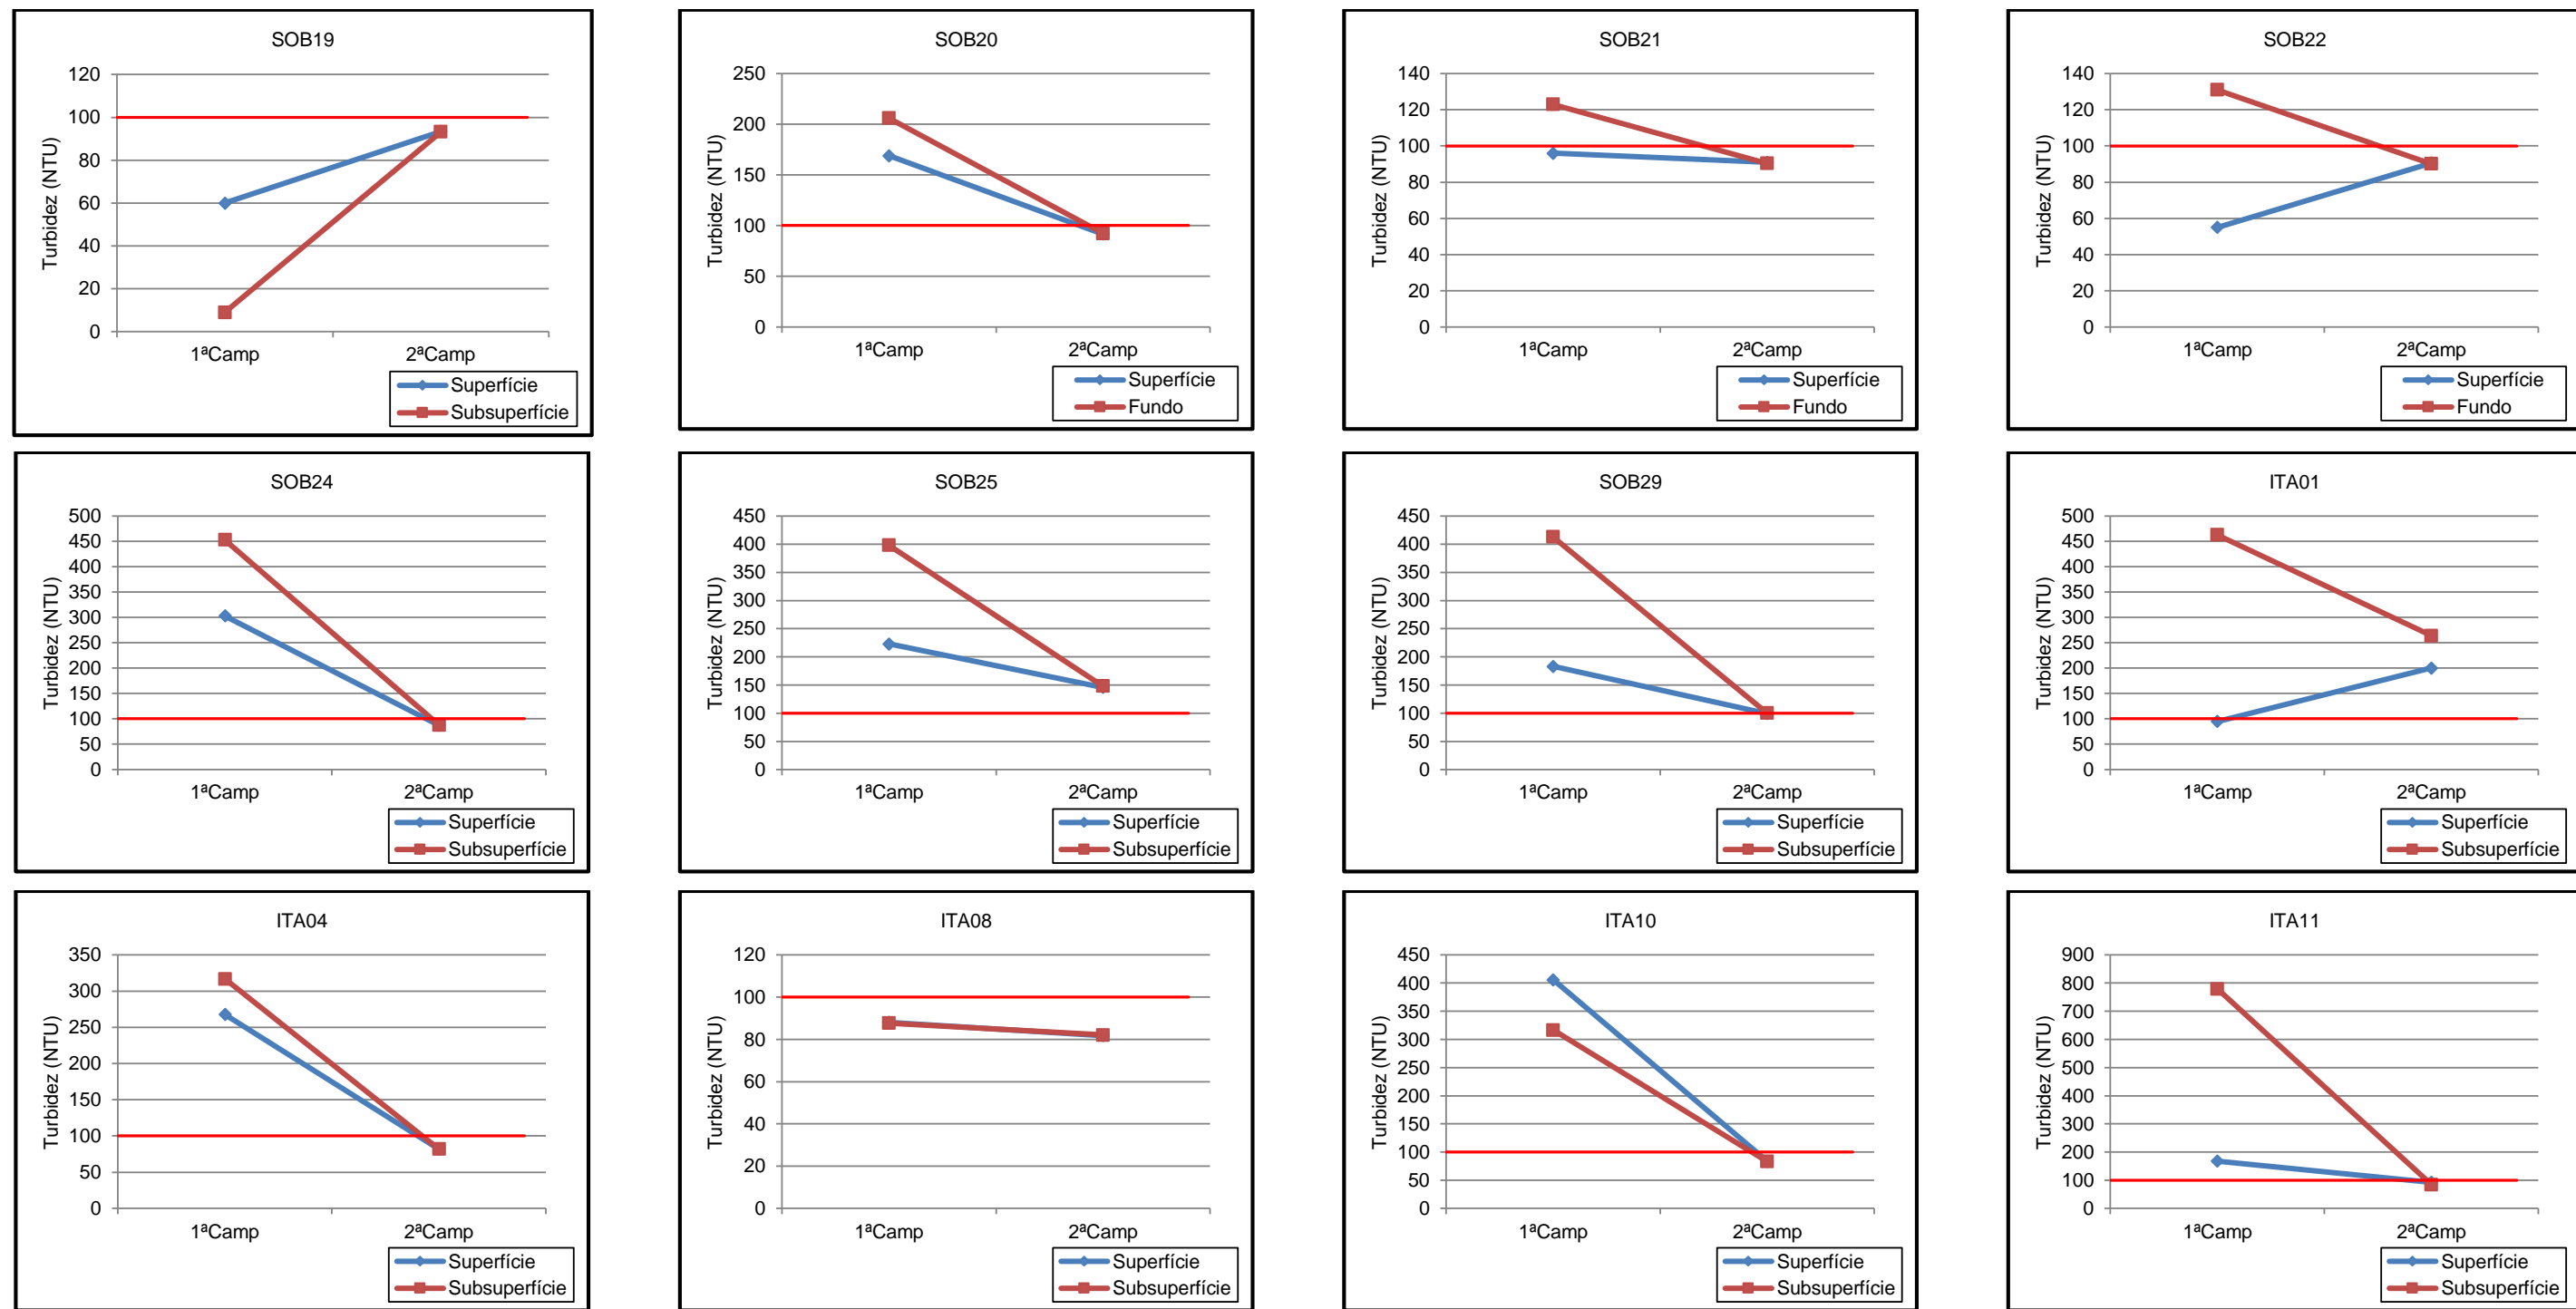 SOB19
120
100
80
60
40
20
0
Turbidez (NTU)
1ªCamp 2ªCamp
Superfície
Subsuperfície
SOB20
250
200
150
100
50
0
Turbidez (NTU)
1ªCamp 2ªCamp
Superfície
Fundo
SOB21
140
120
100
80
60
40
20
0
Turbidez (NTU)
1ªCamp 2ªCamp
Superfície
Fundo
SOB22
140
120
100
80
60
40
20
0
Turbidez (NTU)
1ªCamp 2ªCamp
Superfície
Fundo
SOB24
500
450
400
350
300
250
200
150
100
50
0
Turbidez (NTU)
1ªCamp 2ªCamp
Superfície
Subsuperfície
SOB25
450
400
350
300
250
200
150
100
50
0
Turbidez (NTU)
1ªCamp 2ªCamp
Superfície
Subsuperfície
SOB29
450
400
350
300
250
200
150
100
50
0
Turbidez (NTU)
1ªCamp 2ªCamp
Superfície
Subsuperfície
ITA01
500
450
400
350
300
250
200
150
100
50
0
Turbidez (NTU)
1ªCamp 2ªCamp
Superfície
Subsuperfície
ITA04
350
300
250
200
150
100
50
0
Turbidez (NTU)
1ªCamp 2ªCamp
Superfície
Subsuperfície
ITA08
120
100
80
60
40
20
0
Turbidez (NTU)
1ªCamp 2ªCamp
Superfície
Subsuperfície
ITA10
450
400
350
300
250
200
150
100
50
0
Turbidez (NTU)
1ªCamp 2ªCamp
Superfície
Subsuperfície
ITA11
900
800
700
600
500
400
300
200
100
0
Turbidez (NTU)
1ªCamp 2ªCamp
Superfície
Subsuperfície